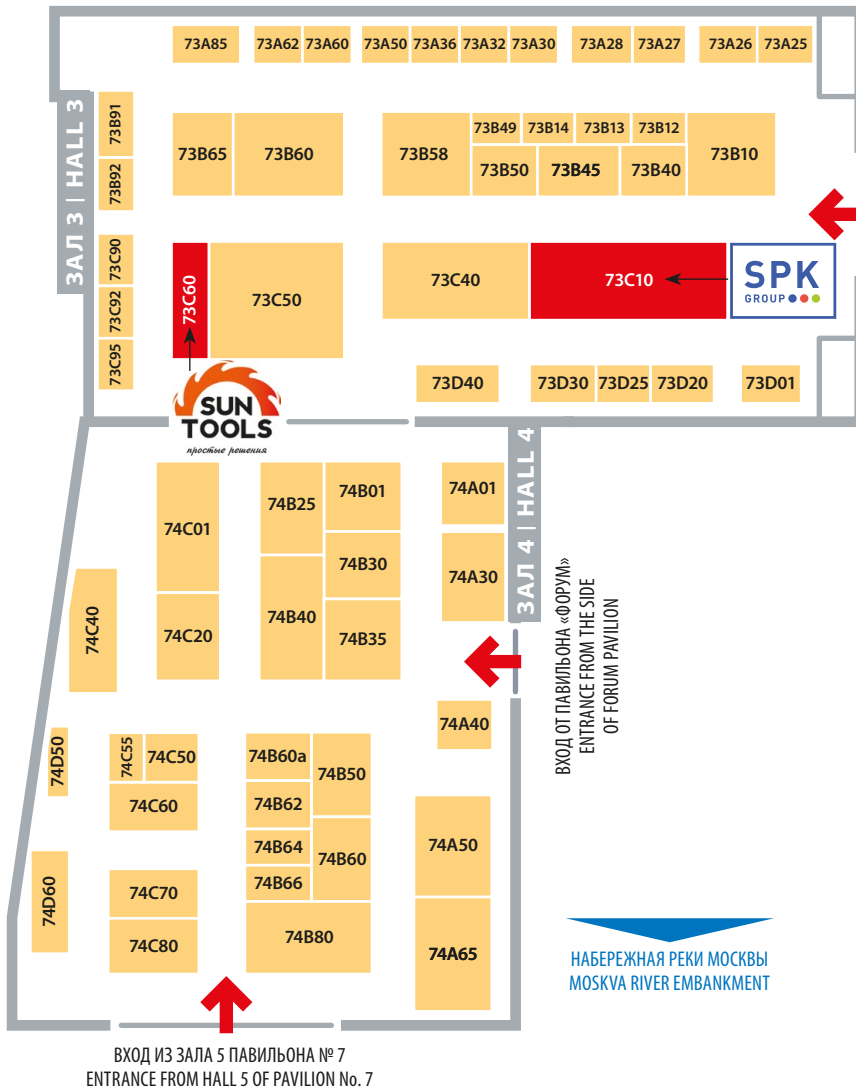 73A85
73A62
73A60
73A50
73A36
73A32
73A30
73A28
73A27
73A26
73A25
ЗАЛ 3 | HALL 3
73B91
73B92
73B65
73B60
73B58
73B49
73B14
73B13
73B12
73B50
73B45
73B40
73B10
73C90
73C92
73C95
73C60
73C50
73C40
73C10
SPK
GROUP
SUN
TOOLS
простые решения
73D40
73D30
73D25
73D20
73D01
ЗАЛ 4 | HALL 4
74C01
74B25
74B01
74A01
74B30
74A30
74C40
74C20
74B40
74B35
ВХОД ОТ ПАВИЛЬОНА «ФОРУМ»
ENTRANCE FROM THE SIDE
OF FORUM PAVILION
74A40
74D50
74C55
74C50
74B60a
74B50
74C60
74B62
74A50
74B64
74B60
74D60
74C70
74B66
74C80
74B80
74A65
НАБЕРЕЖНАЯ РЕКИ МОСКВЫ
MOSKVA RIVER EMBANKMENT
ВХОД ИЗ ЗАЛА 5 ПАВИЛЬОНА № 7
ENTRANCE FROM HALL 5 OF PAVILION No. 7